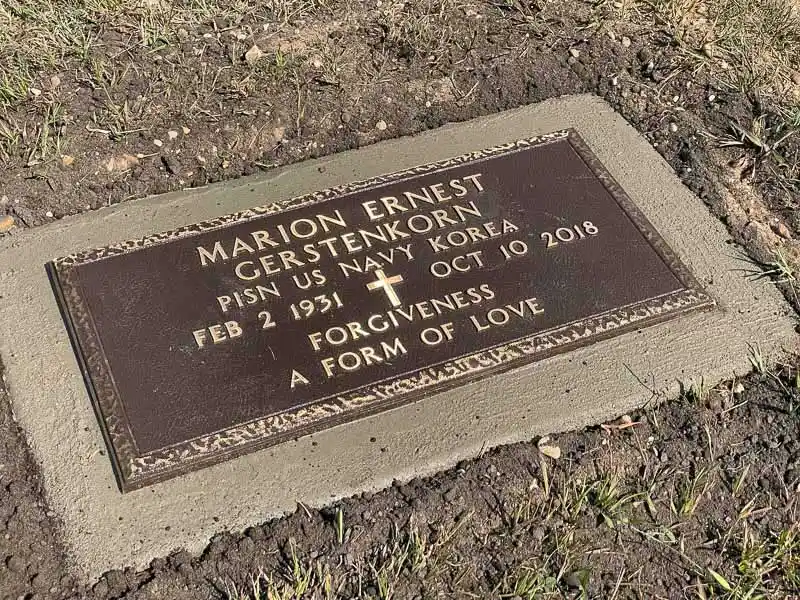 MARION ERNEST
GERSTENKORN
PISN US NAVY KOREA
FEB 2 1931 OCT 10 2018
FORGIVENESS
A FORM OF LOVE